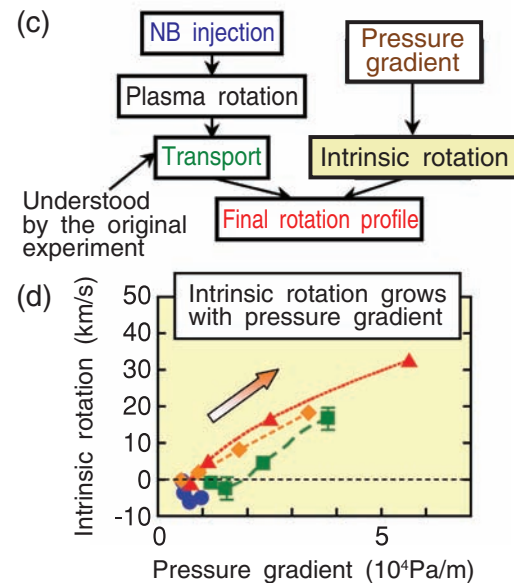 (c)
NB injection
Pressure
gradient
Plasma rotation
Transport
Intrinsic rotation
Understood
by the original
experiment
Final rotation profile
(d)
Intrinsic rotation grows
with pressure gradient
Intrinsic rotation (km/s)
50
40
30
20
10
0
-10
0
5
Pressure gradient (10⁴Pa/m)